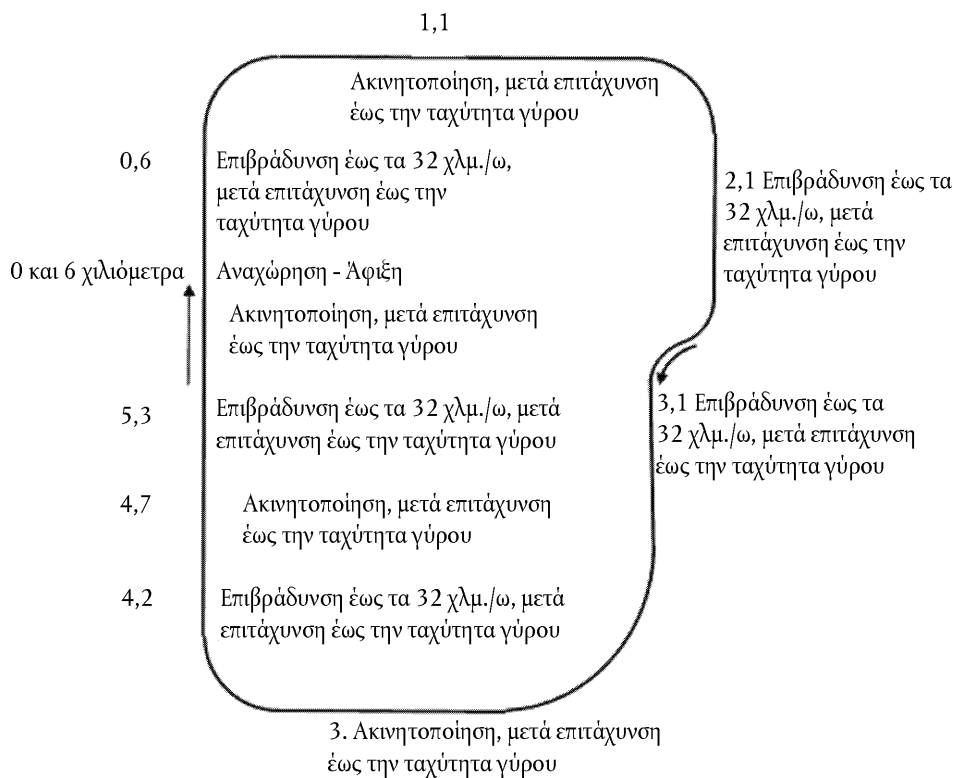 1,1
Ακινητοποίηση, μετά επιτάχυνση
έως την ταχύτητα γύρου
0,6
Επιβράδυνση έως τα 32 χλμ./ω,
μετά επιτάχυνση έως την
ταχύτητα γύρου
2,1 Επιβράδυνση έως τα
32 χλμ./ω, μετά
επιτάχυνση έως την
ταχύτητα γύρου
0 και 6 χιλιόμετρα
Αναχώρηση - Άφιξη
Ακινητοποίηση, μετά επιτάχυνση
έως την ταχύτητα γύρου
5,3
Επιβράδυνση έως τα 32 χλμ./ω, μετά
επιτάχυνση έως την ταχύτητα γύρου
3,1 Επιβράδυνση έως τα
32 χλμ./ω, μετά επιτάχυνση
έως την ταχύτητα γύρου
4,7
Ακινητοποίηση, μετά επιτάχυνση
έως την ταχύτητα γύρου
4,2
Επιβράδυνση έως τα 32 χλμ./ω, μετά
επιτάχυνση έως την ταχύτητα γύρου
3. Ακινητοποίηση, μετά επιτάχυνση
έως την ταχύτητα γύρου